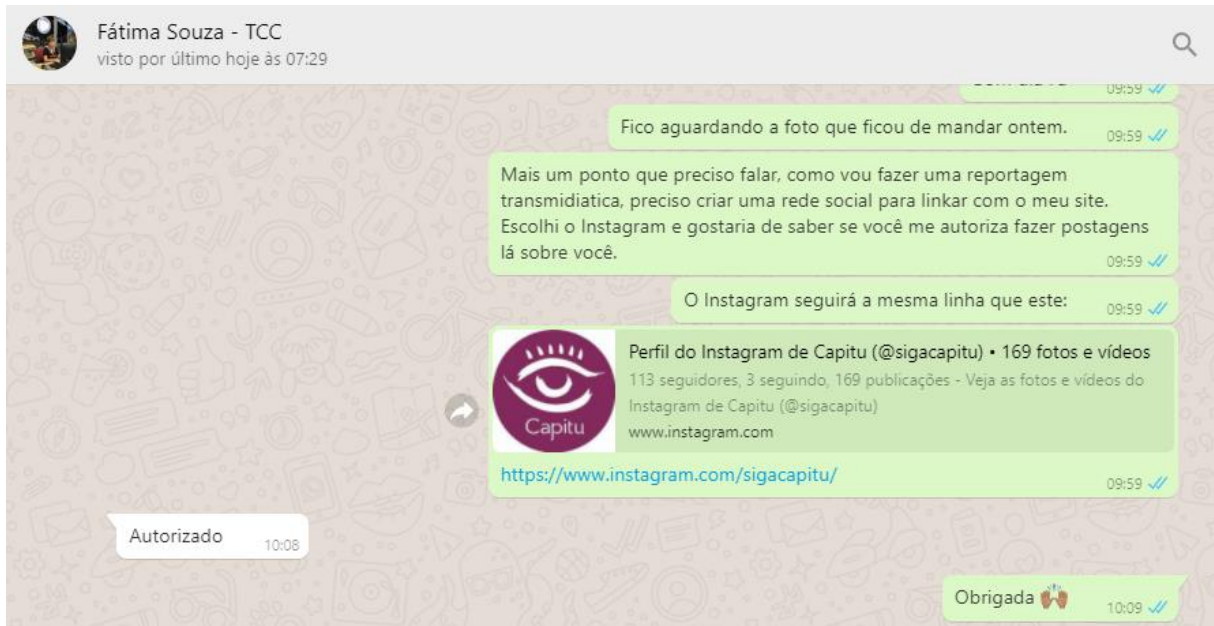 Fátima Souza - TCC
visto por último hoje às 07:29
09:59
Fico aguardando a foto que ficou de mandar ontem.
09:59
Mais um ponto que preciso falar, como vou fazer uma reportagem
transmidiatica, preciso criar uma rede social para linkar com o meu site.
Escolhi o Instagram e gostaria de saber se você me autoriza fazer postagens
lá sobre você.
09:59
O Instagram seguirá a mesma linha que este:
09:59
Capitu
Perfil do Instagram de Capitu (@sigacapitu) • 169 fotos e vídeos
113 seguidores, 3 seguindo, 169 publicações - Veja as fotos e vídeos do
Instagram de Capitu (@sigacapitu)
www.instagram.com
https://www.instagram.com/sigacapitu/
09:59
Autorizado
10:08
Obrigada 🙌🏽
10:09